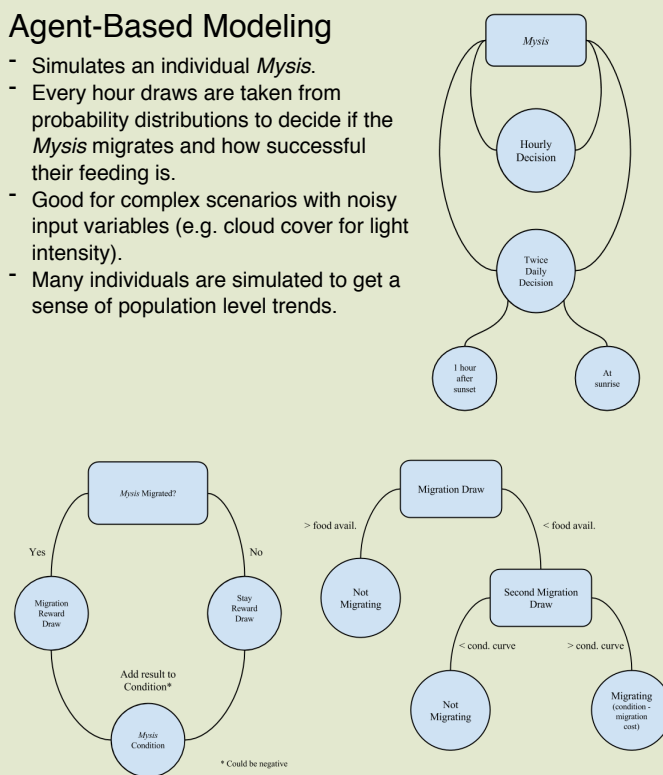 Agent-Based Modeling
- Simulates an individual Mysis.
- Every hour draws are taken from
probability distributions to decide if the
Mysis migrates and how successful
their feeding is.
- Good for complex scenarios with noisy
input variables (e.g. cloud cover for light
intensity).
- Many individuals are simulated to get a
sense of population level trends.
Mysis
Hourly
Decision
Twice
Daily
Decision
1 hour
after
sunset
At
sunrise
Mysis Migrated?
Yes
No
Migration
Reward
Draw
Stay
Reward
Draw
Add result to
Condition*
Mysis
Condition
* Could be negative
Migration Draw
> food avail.
< food avail.
Not
Migrating
Second Migration
Draw
< cond. curve
> cond. curve
Not
Migrating
Migrating
(condition -
migration
cost)